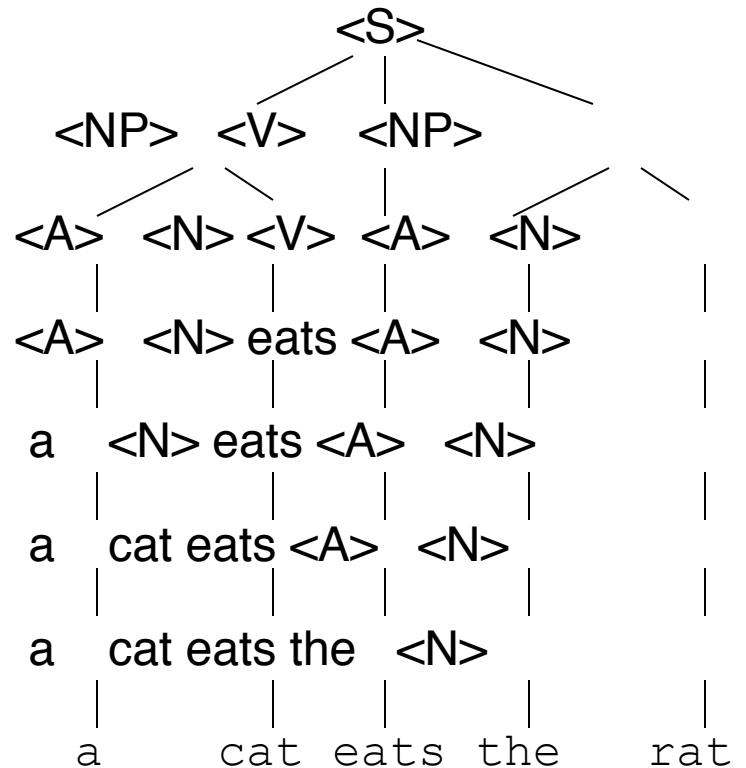 <S>
<NP> <V> <NP>
<A> <N> <V> <A> <N>
<A> <N> eats <A> <N>
a <N> eats <A> <N>
a cat eats <A> <N>
a cat eats the <N>
a cat eats the rat